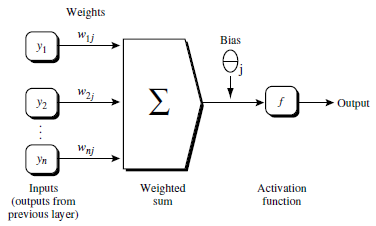 Weights
y1
w1j
Bias
θj
y2
w2j
Σ
f
Output
yn
wnj
Inputs
(outputs from
previous layer)
Weighted
sum
Activation
function